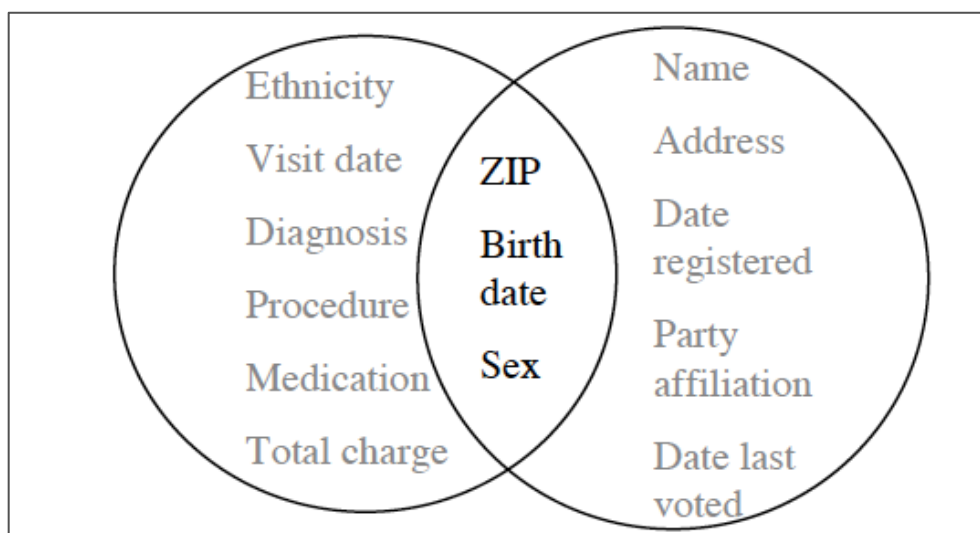 Ethnicity
Visit date
Diagnosis
Procedure
Medication
Total charge
ZIP
Birth
date
Sex
Name
Address
Date
registered
Party
affiliation
Date last
voted